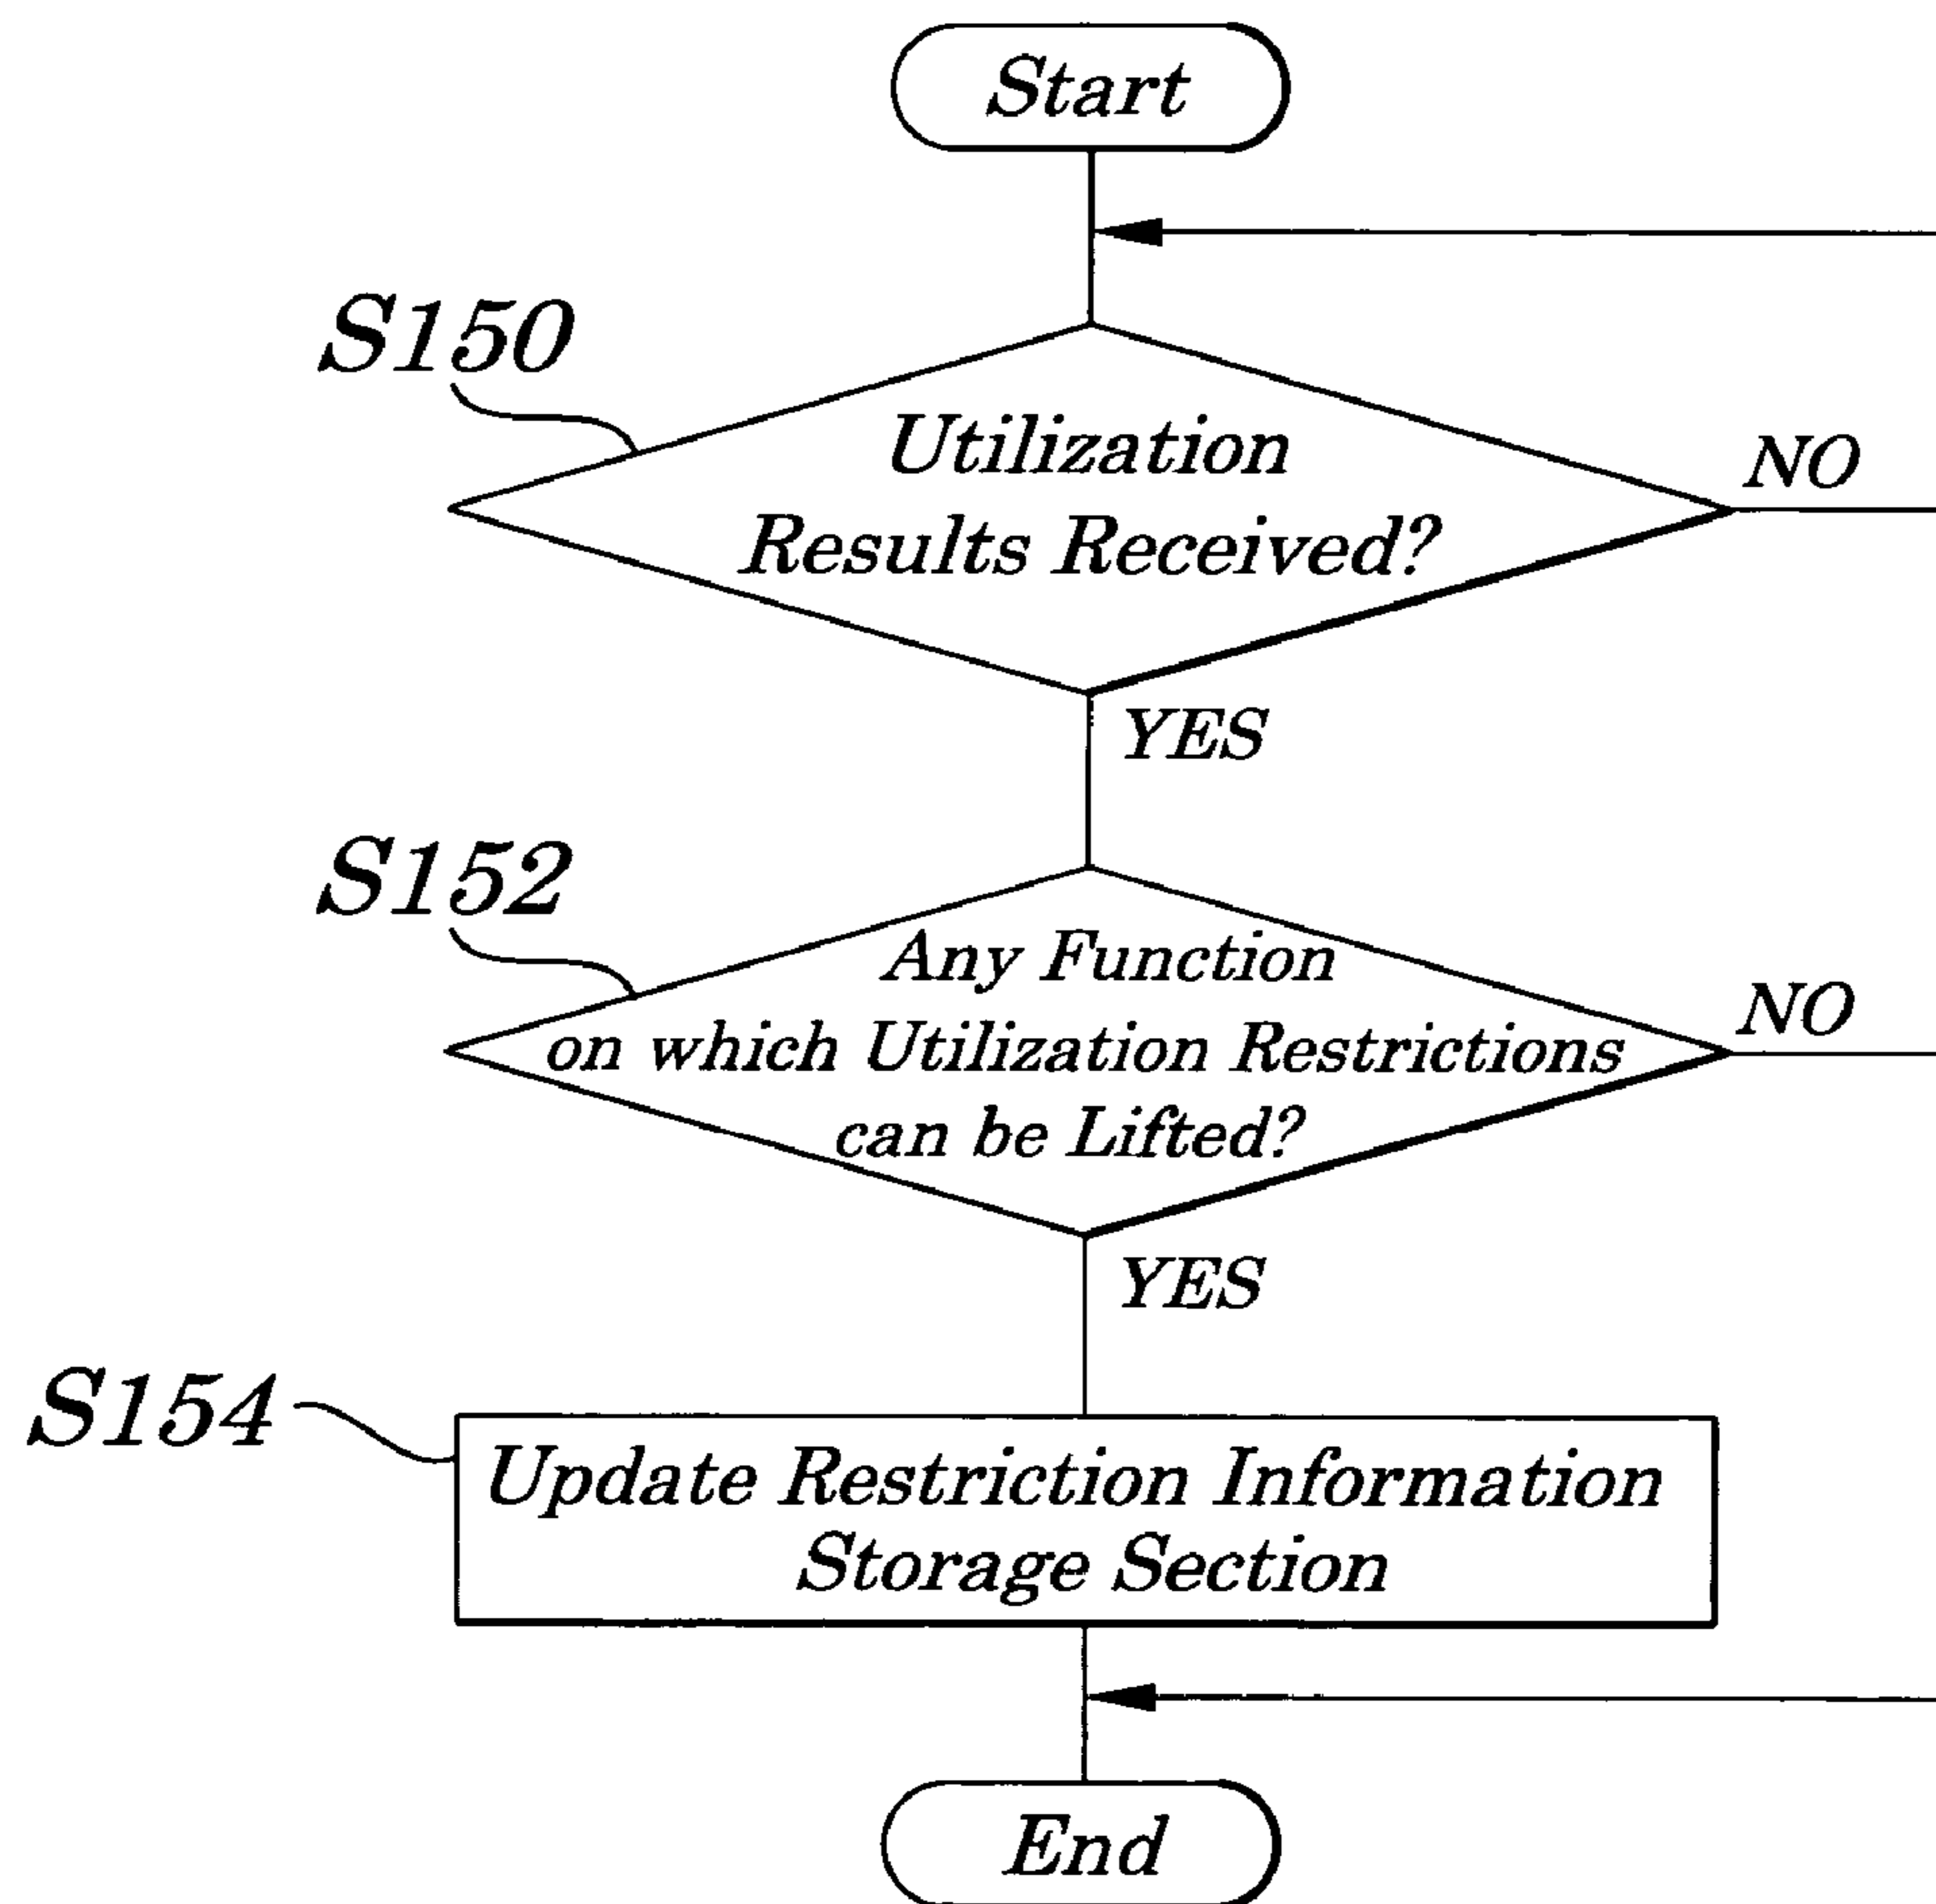 Start
S150
Utilization
Results Received?
NO
YES
S152
Any Function
on which Utilization Restrictions
can be Lifted?
NO
YES
S154
Update Restriction Information
Storage Section
End